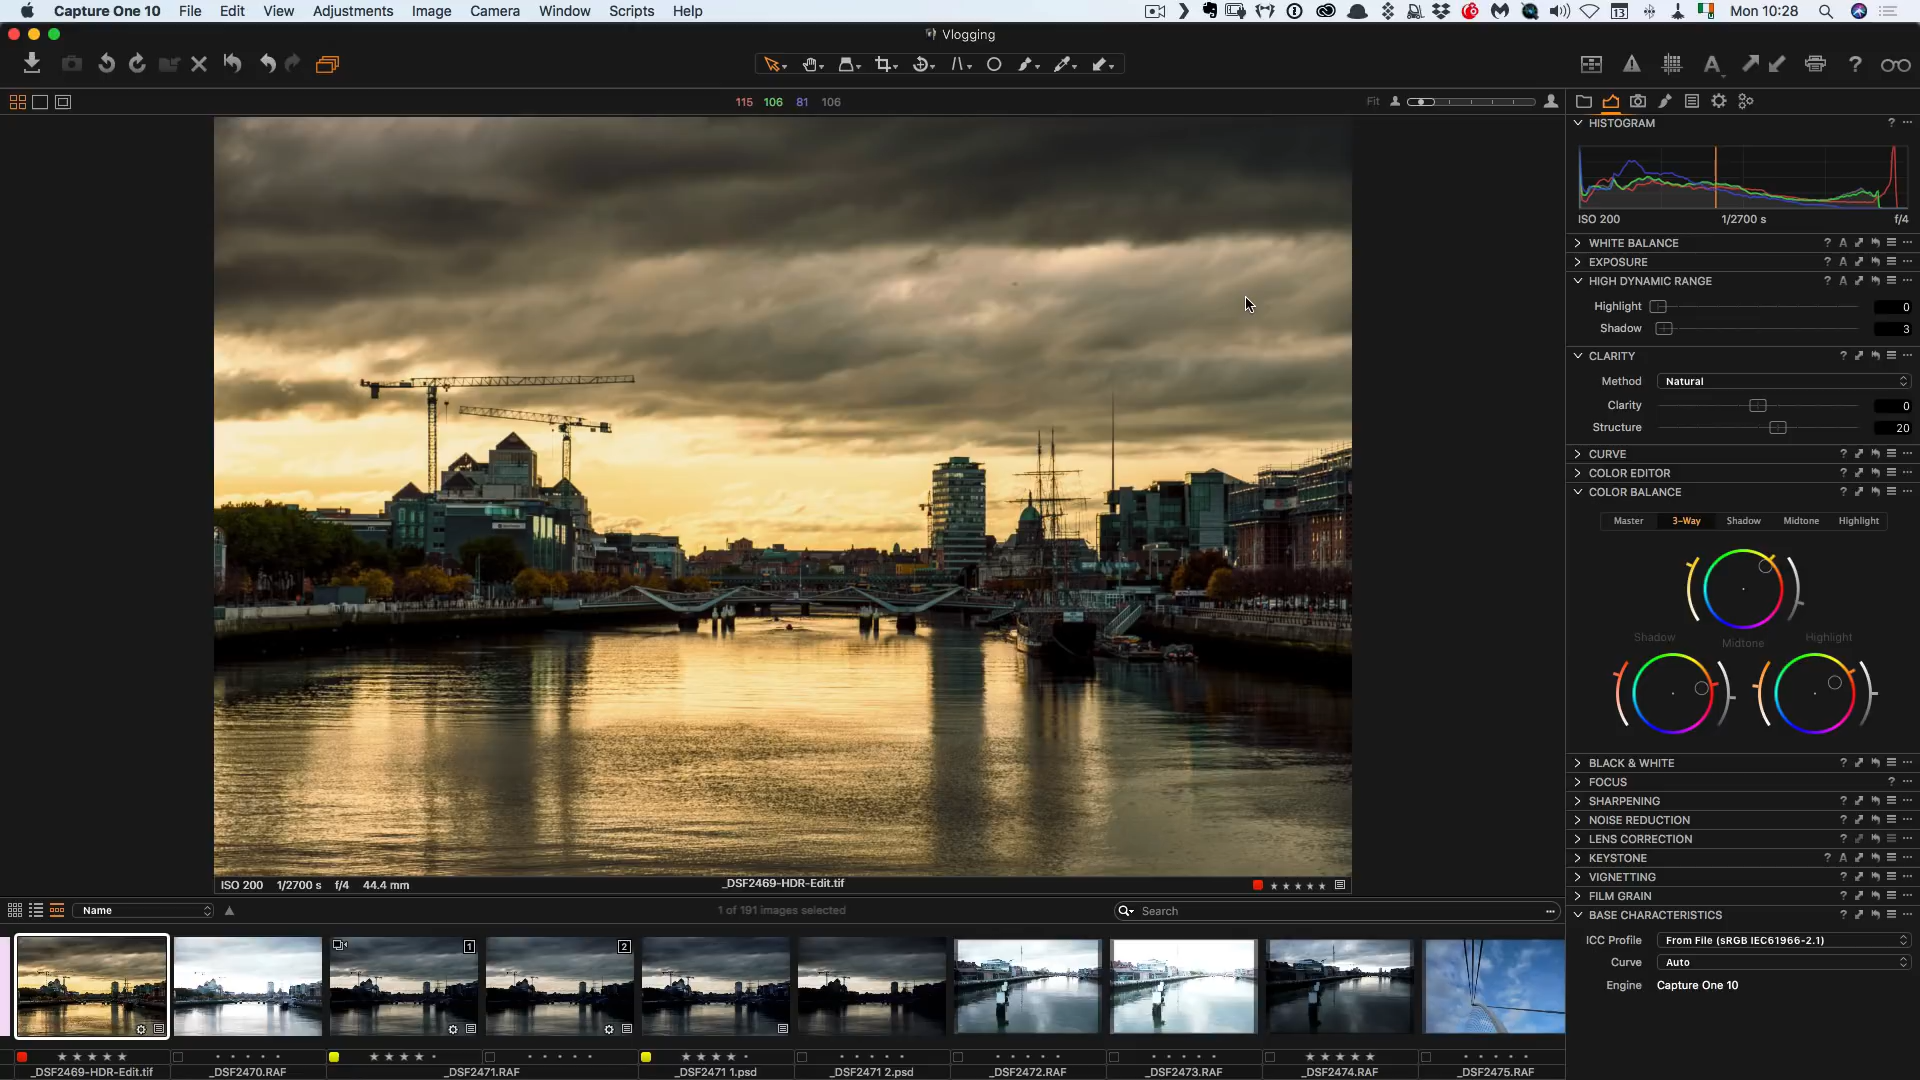 Capture One 10 File Edit View Adjustments Image Camera Window Scripts Help 13 Mon 10:28
Vlogging
115 106 81 106 Fit
HISTOGRAM
ISO 200 1/2700 s f/4
WHITE BALANCE
EXPOSURE
HIGH DYNAMIC RANGE
Highlight 0
Shadow 3
CLARITY
Method Natural
Clarity 0
Structure 20
CURVE
COLOR EDITOR
COLOR BALANCE
Master 3-Way Shadow Midtone Highlight
Shadow Midtone Highlight
BLACK & WHITE
FOCUS
SHARPENING
NOISE REDUCTION
LENS CORRECTION
KEYSTONE
VIGNETTING
FILM GRAIN
BASE CHARACTERISTICS
ICC Profile From File (sRGB IEC61966-2.1)
Curve Auto
Engine Capture One 10
ISO 200 1/2700 s f/4 44.4 mm _DSF2469-HDR-Edit.tif
Name 1 of 191 images selected Search
1 2
_DSF2469-HDR-Edit.tif _DSF2470.RAF _DSF2471.RAF _DSF2471 1.psd _DSF2471 2.psd _DSF2472.RAF _DSF2473.RAF _DSF2474.RAF _DSF2475.RAF